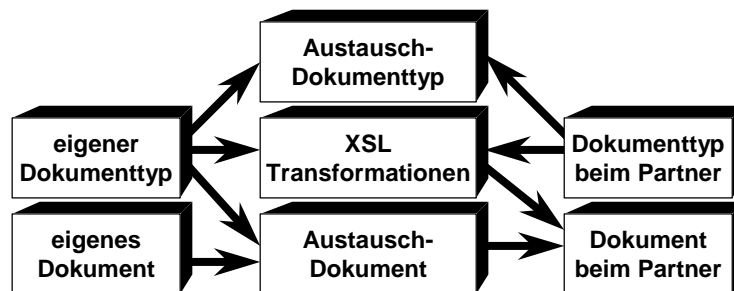 Austausch-
Dokumenttyp
eigener
Dokumenttyp
XSL
Transformationen
Dokumenttyp
beim Partner
eigenes
Dokument
Austausch-
Dokument
Dokument
beim Partner